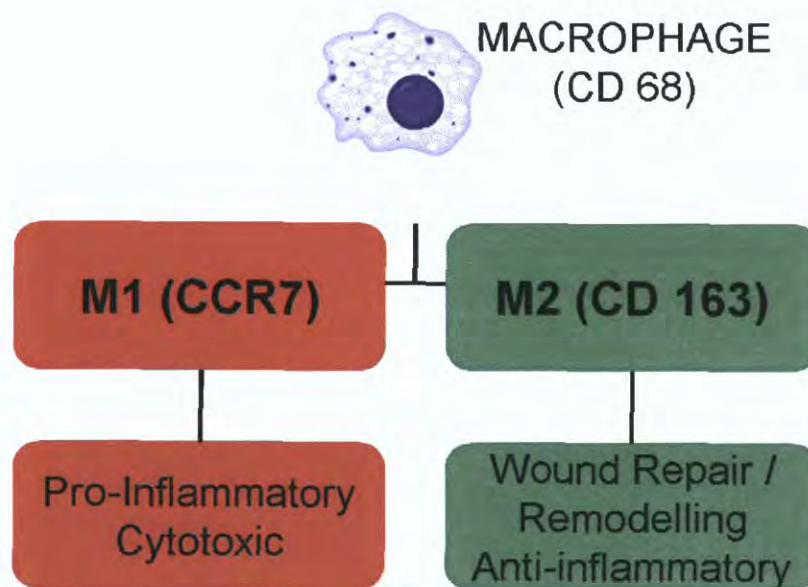 MACROPHAGE
(CD 68)
M1 (CCR7)
M2 (CD 163)
Pro-Inflammatory
Cytotoxic
Wound Repair /
Remodelling
Anti-inflammatory